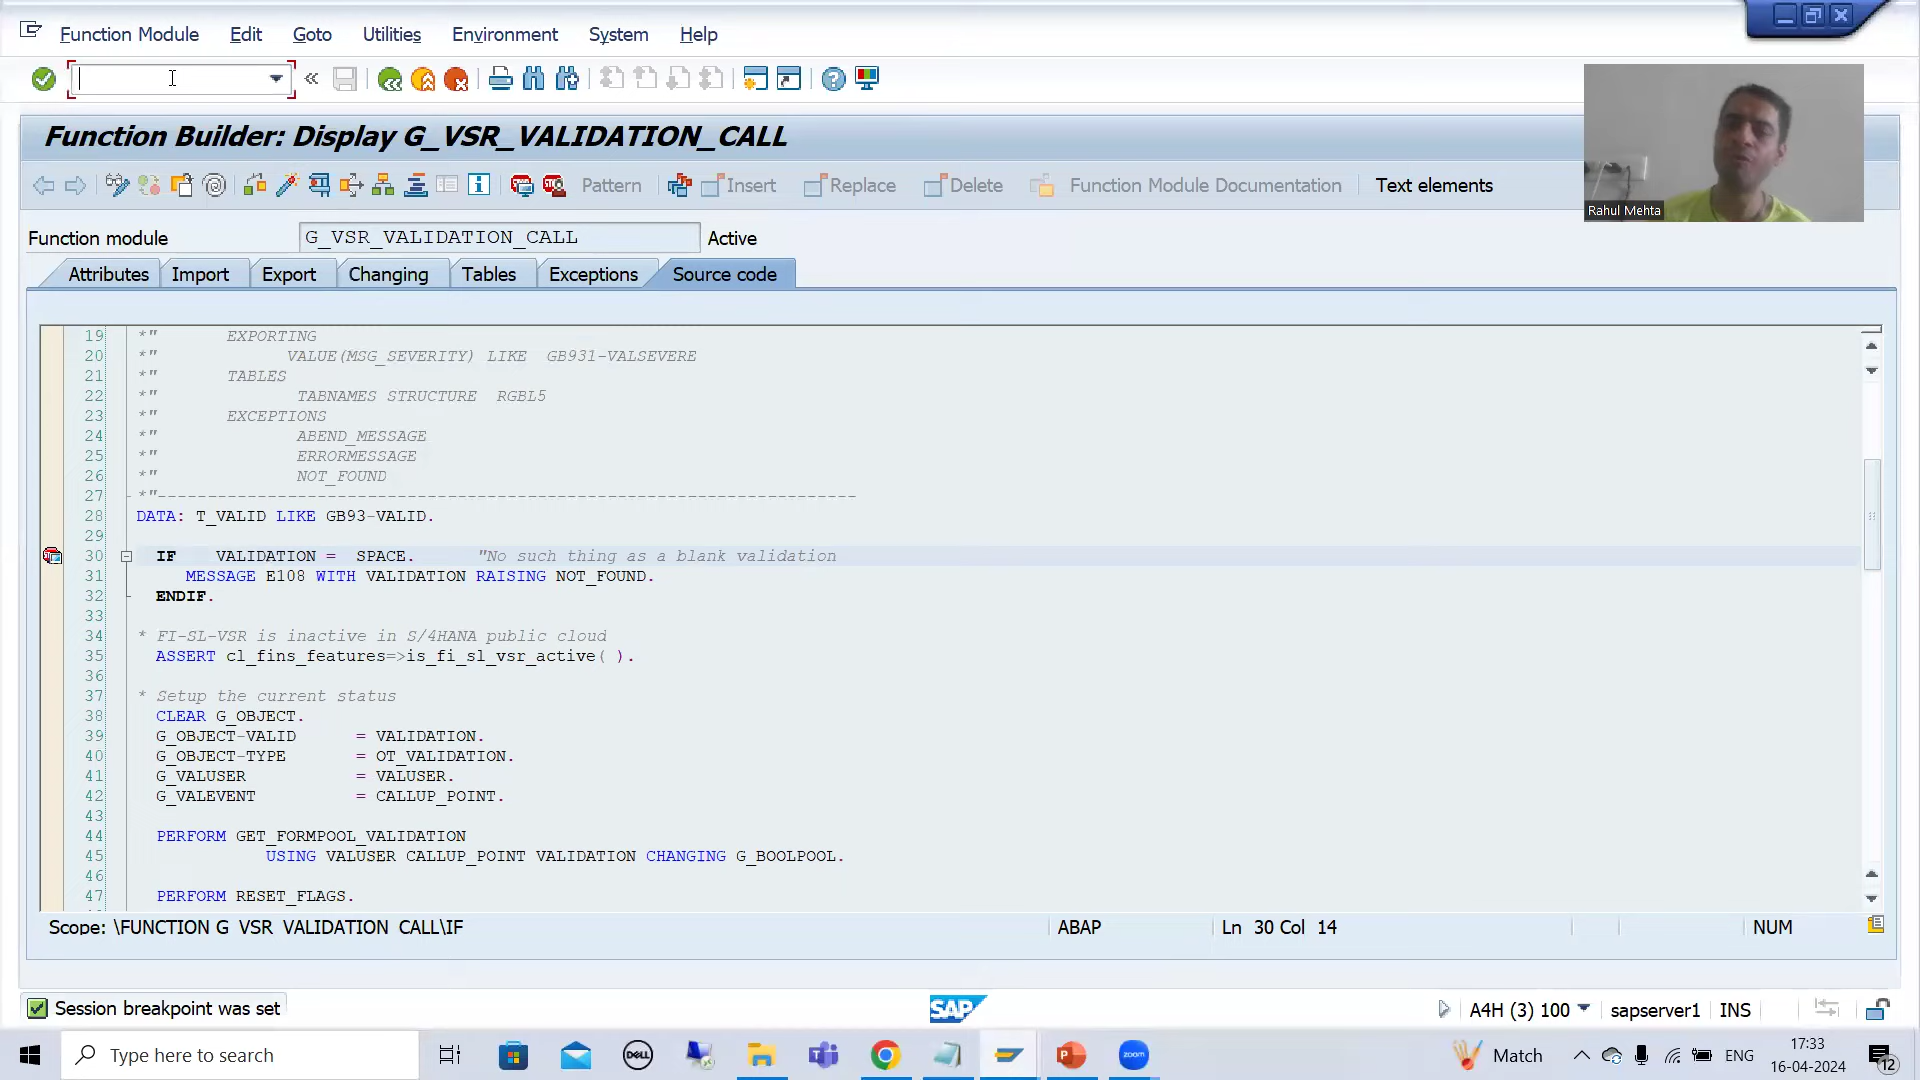 Function Module Edit Goto Utilities Environment System Help
Function Builder: Display G_VSR_VALIDATION_CALL
Pattern Insert Replace Delete Function Module Documentation Text elements
Rahul Mehta
Function module G_VSR_VALIDATION_CALL Active
Attributes Import Export Changing Tables Exceptions Source code
19 *" EXPORTING
20 *" VALUE(MSG_SEVERITY) LIKE GB931-VALSEVERE
21 *" TABLES
22 *" TABNAMES STRUCTURE RGBL5
23 *" EXCEPTIONS
24 *" ABEND_MESSAGE
25 *" ERRORMESSAGE
26 *" NOT_FOUND
27 *"----------------------------------------------------------------------
28 DATA: T_VALID LIKE GB93-VALID.
29
30 IF VALIDATION = SPACE. "No such thing as a blank validation
31 MESSAGE E108 WITH VALIDATION RAISING NOT_FOUND.
32 ENDIF.
33
34 * FI-SL-VSR is inactive in S/4HANA public cloud
35 ASSERT cl_fins_features=>is_fi_sl_vsr_active( ).
36
37 * Setup the current status
38 CLEAR G_OBJECT.
39 G_OBJECT-VALID = VALIDATION.
40 G_OBJECT-TYPE = OT_VALIDATION.
41 G_VALUSER = VALUSER.
42 G_VALEVENT = CALLUP_POINT.
43
44 PERFORM GET_FORMPOOL_VALIDATION
45 USING VALUSER CALLUP_POINT VALIDATION CHANGING G_BOOLPOOL.
46
47 PERFORM RESET_FLAGS.
Scope: \FUNCTION G_VSR_VALIDATION_CALL\IF ABAP Ln 30 Col 14 NUM
Session breakpoint was set SAP A4H (3) 100 sapserver1 INS
Type here to search DELL zoom Match ENG 17:33
16-04-2024 12